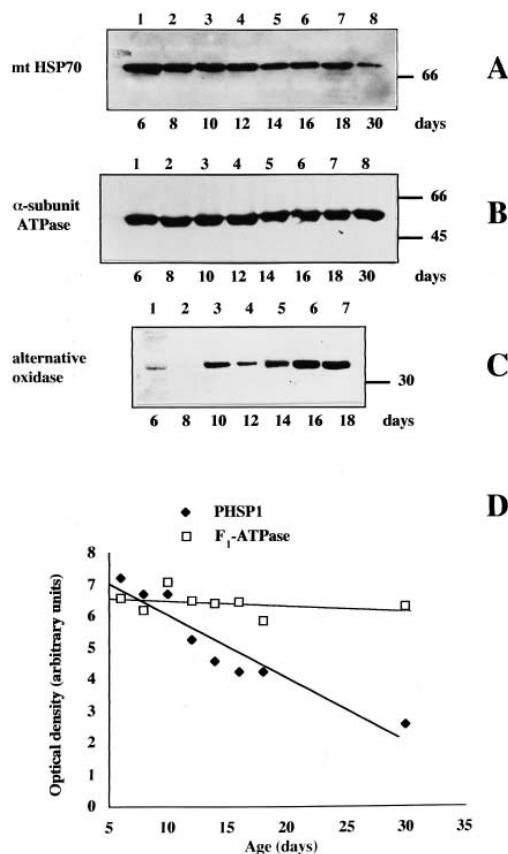 1 2 3 4 5 6 7 8
mt HSP70
66
A
6 8 10 12 14 16 18 30 days
1 2 3 4 5 6 7 8
α-subunit
ATPase
66
45
B
6 8 10 12 14 16 18 30 days
1 2 3 4 5 6 7
alternative
oxidase
30
C
6 8 10 12 14 16 18 days
D
PHSP1
F1-ATPase
8
7
6
5
4
3
2
1
0
Optical density (arbitrary units)
5 10 15 20 25 30 35
Age (days)